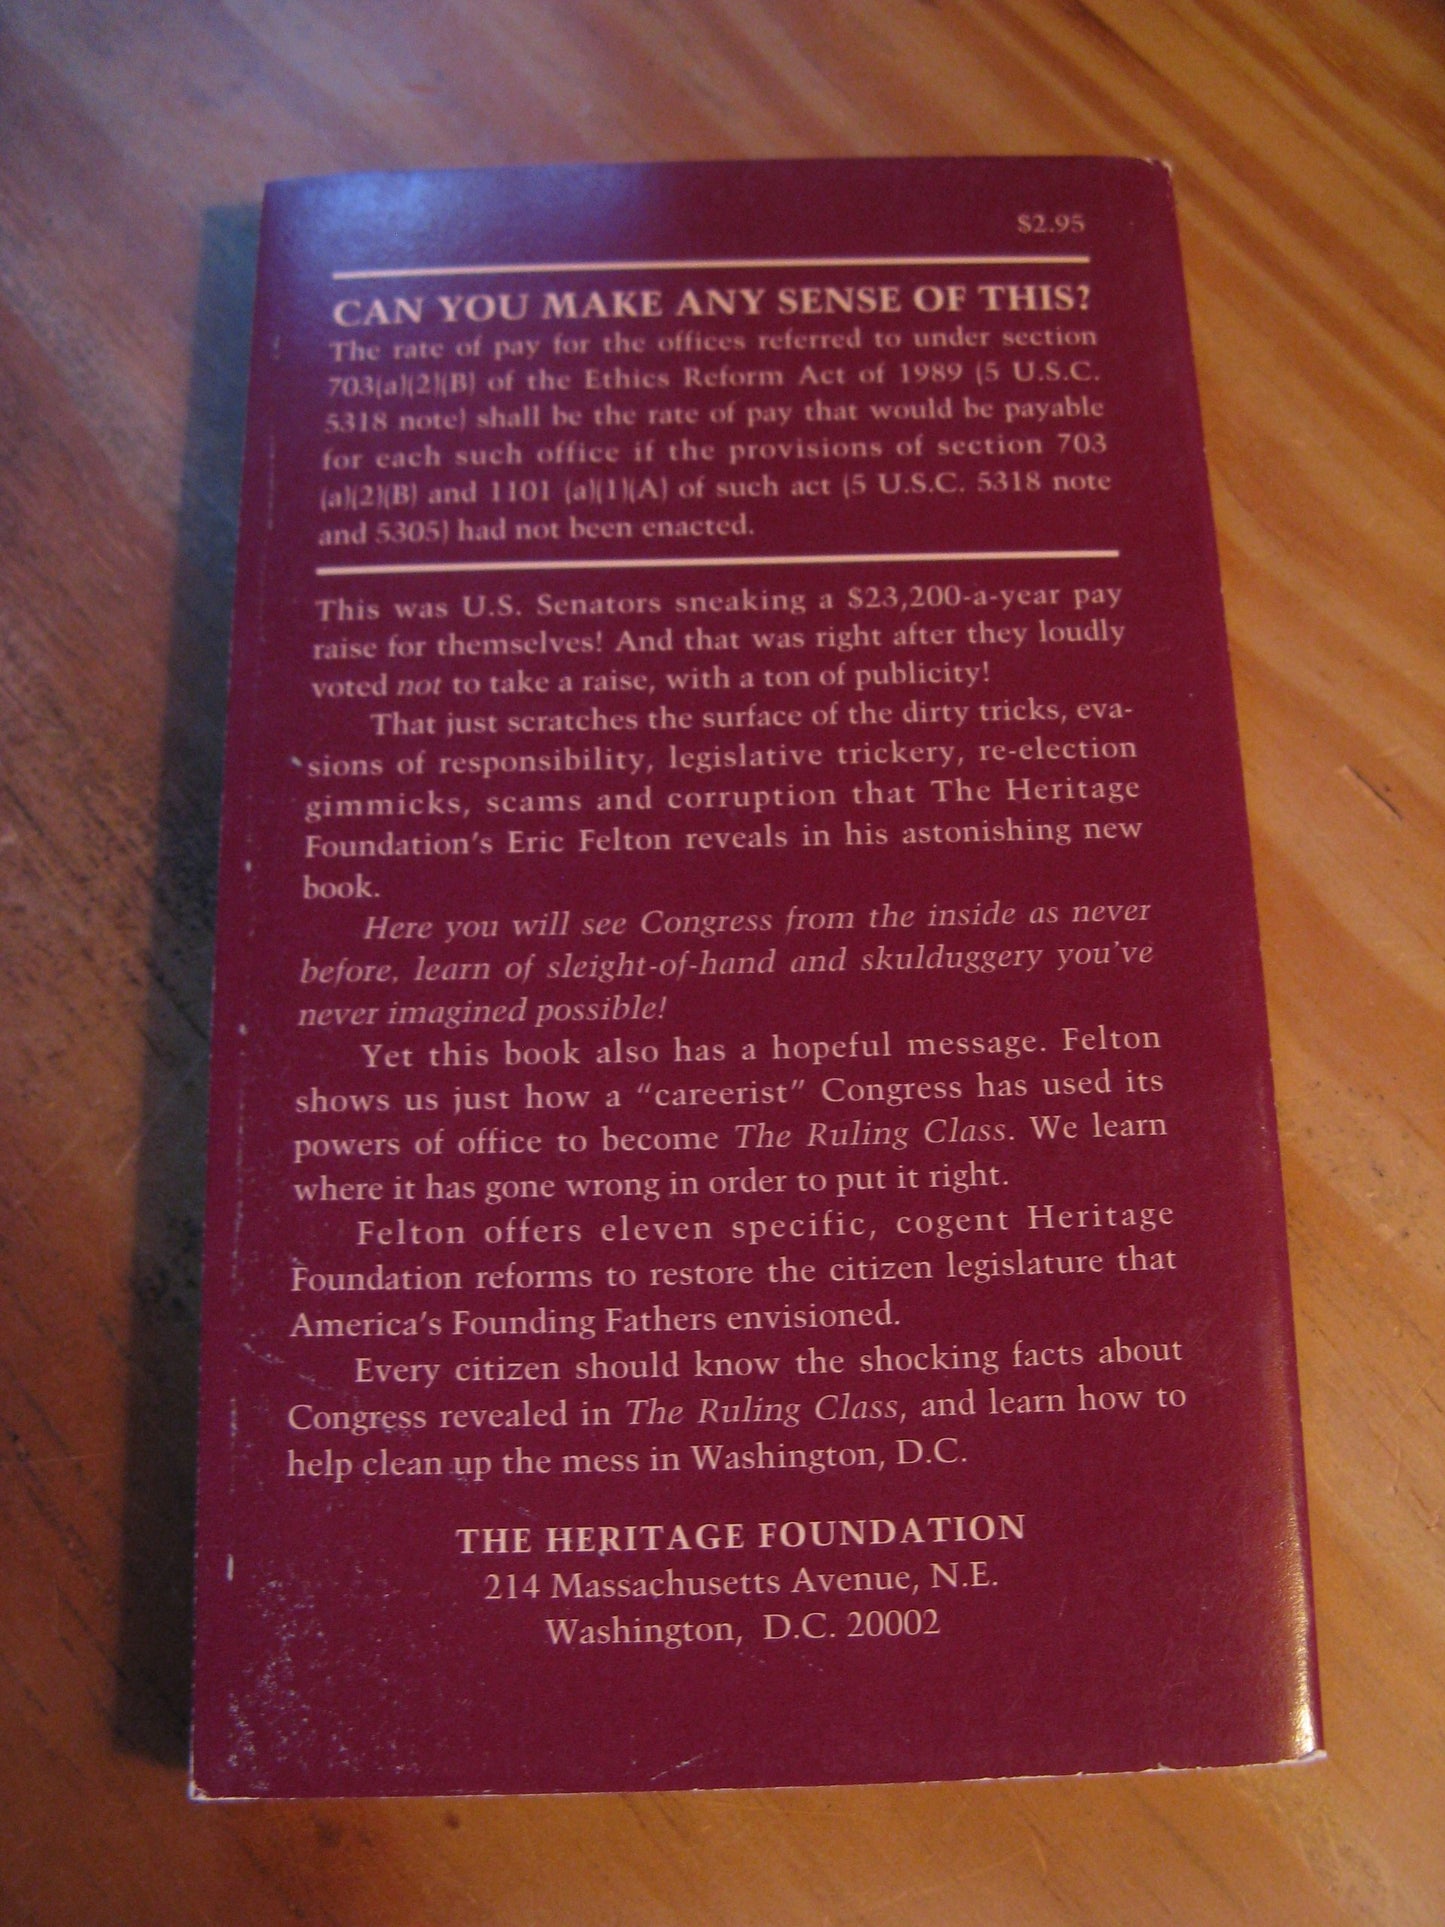 $2.95
CAN YOU MAKE ANY SENSE OF THIS?
The rate of pay for the offices referred to under section
703(a)(2)(B) of the Ethics Reform Act of 1989 (5 U.S.C.
5318 note) shall be the rate of pay that would be payable
for each such office if the provisions of section 703
(a)(2)(B) and 1101 (a)(1)(A) of such act (5 U.S.C. 5318 note
and 5305) had not been enacted.
This was U.S. Senators sneaking a $23,200-a-year pay
raise for themselves! And that was right after they loudly
voted not to take a raise, with a ton of publicity!
That just scratches the surface of the dirty tricks, eva-
sions of responsibility, legislative trickery, re-election
gimmicks, scams and corruption that The Heritage
Foundation's Eric Felton reveals in his astonishing new
book.
Here you will see Congress from the inside as never
before, learn of sleight-of-hand and skulduggery you've
never imagined possible!
Yet this book also has a hopeful message. Felton
shows us just how a "careerist" Congress has used its
powers of office to become The Ruling Class. We learn
where it has gone wrong in order to put it right.
Felton offers eleven specific, cogent Heritage
Foundation reforms to restore the citizen legislature that
America's Founding Fathers envisioned.
Every citizen should know the shocking facts about
Congress revealed in The Ruling Class, and learn how to
help clean up the mess in Washington, D.C.
THE HERITAGE FOUNDATION
214 Massachusetts Avenue, N.E.
Washington, D.C. 20002